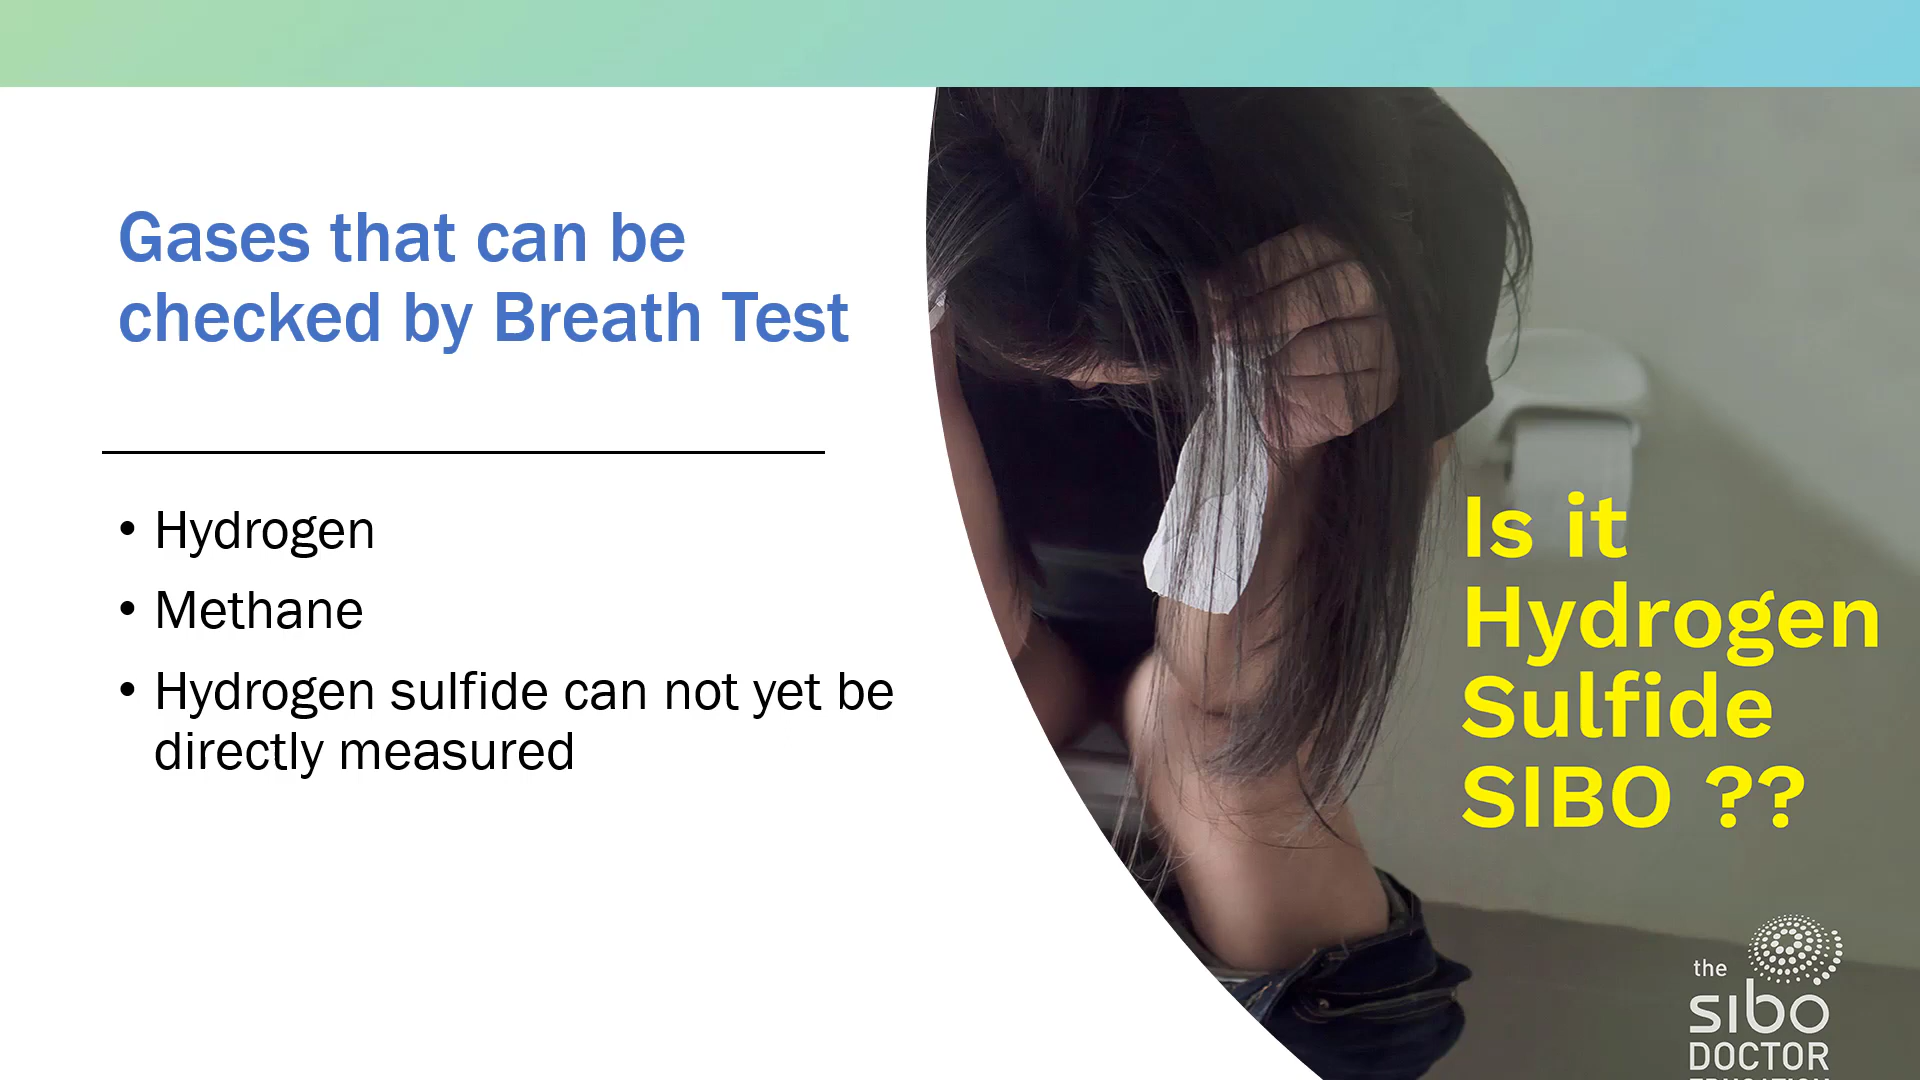 Gases that can be
checked by Breath Test
• Hydrogen
• Methane
• Hydrogen sulfide can not yet be
directly measured
Is it
Hydrogen
Sulfide
SIBO ??
the
sibo
DOCTOR